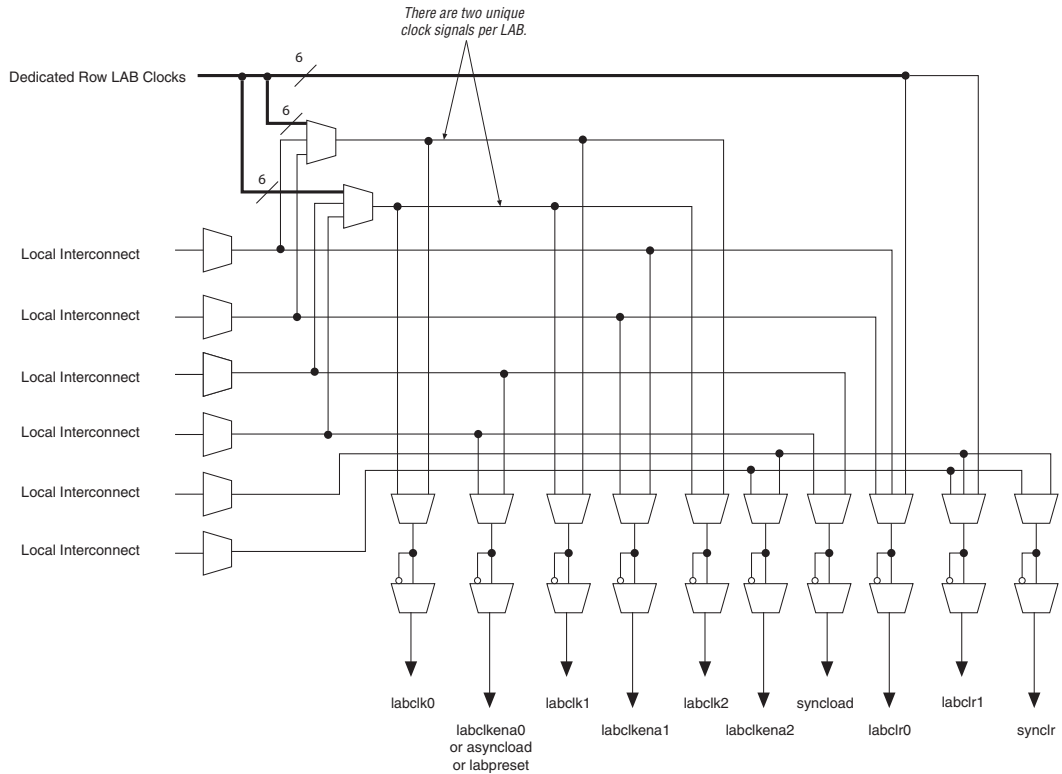 There are two unique
clock signals per LAB.
6
Dedicated Row LAB Clocks
6
6
Local Interconnect
Local Interconnect
Local Interconnect
Local Interconnect
Local Interconnect
Local Interconnect
labclk0
labclk1
labclk2
syncload
labclr1
labclkena0
or asyncload
or labpreset
labclkena1
labclkena2
labclr0
synclr